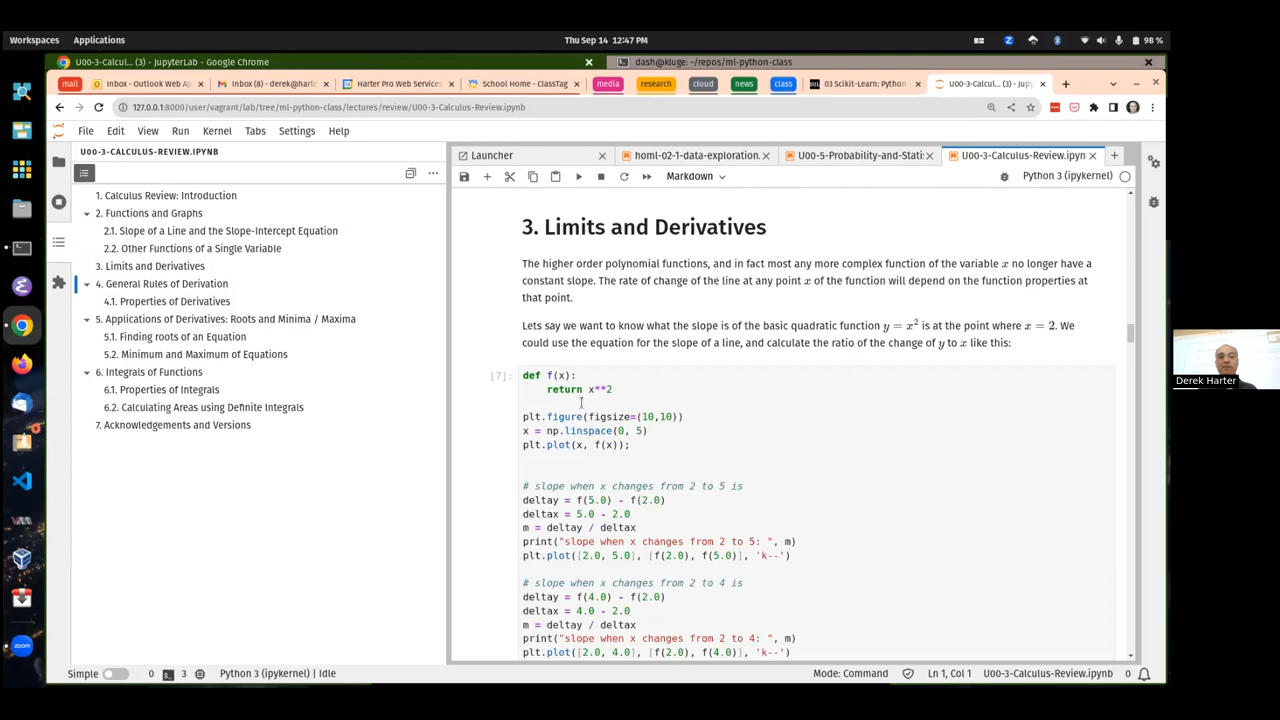 Workspaces Applications Thu Sep 14 12:47 PM 98 %
U00-3-Calcul... (3) - JupyterLab - Google Chrome dash@kluge: ~/repos/ml-python-class
mail Inbox - Outlook Web Ap Inbox (8) - derek@hart Harter Pro Web Services School Home - ClassTag media research cloud news class 03 Scikit-Learn: Python U00-3-Calcul... (3) - Jupy
127.0.0.1:8000/user/vagrant/lab/tree/ml-python-class/lectures/review/U00-3-Calculus-Review.ipynb
File Edit View Run Kernel Tabs Settings Help
U00-3-CALCULUS-REVIEW.IPYNB
Launcher homl-02-1-data-exploration. U00-5-Probability-and-Stati: U00-3-Calculus-Review.ipyn
Markdown Python 3 (ipykernel)
1. Calculus Review: Introduction
2. Functions and Graphs
2.1. Slope of a Line and the Slope-Intercept Equation
2.2. Other Functions of a Single Variable
3. Limits and Derivatives
4. General Rules of Derivation
4.1. Properties of Derivatives
5. Applications of Derivatives: Roots and Minima / Maxima
5.1. Finding roots of an Equation
5.2. Minimum and Maximum of Equations
6. Integrals of Functions
6.1. Properties of Integrals
6.2. Calculating Areas using Definite Integrals
7. Acknowledgements and Versions
3. Limits and Derivatives
The higher order polynomial functions, and in fact most any more complex function of the variable x no longer have a
constant slope. The rate of change of the line at any point x of the function will depend on the function properties at
that point.
Lets say we want to know what the slope is of the basic quadratic function y = x² is at the point where x = 2. We
could use the equation for the slope of a line, and calculate the ratio of the change of y to x like this:
[7]: def f(x):
return x**2
plt.figure(figsize=(10,10))
x = np.linspace(0, 5)
plt.plot(x, f(x));
# slope when x changes from 2 to 5 is
deltay = f(5.0) - f(2.0)
deltax = 5.0 - 2.0
m = deltay / deltax
print("slope when x changes from 2 to 5: ", m)
plt.plot([2.0, 5.0], [f(2.0), f(5.0)], 'k--')
# slope when x changes from 2 to 4 is
deltay = f(4.0) - f(2.0)
deltax = 4.0 - 2.0
m = deltay / deltax
print("slope when x changes from 2 to 4: ", m)
plt.plot([2.0, 4.0], [f(2.0), f(4.0)], 'k--')
Derek Harter
Simple 0 3 Python 3 (ipykernel) | Idle Mode: Command Ln 1, Col 1 U00-3-Calculus-Review.ipynb 0
zoom